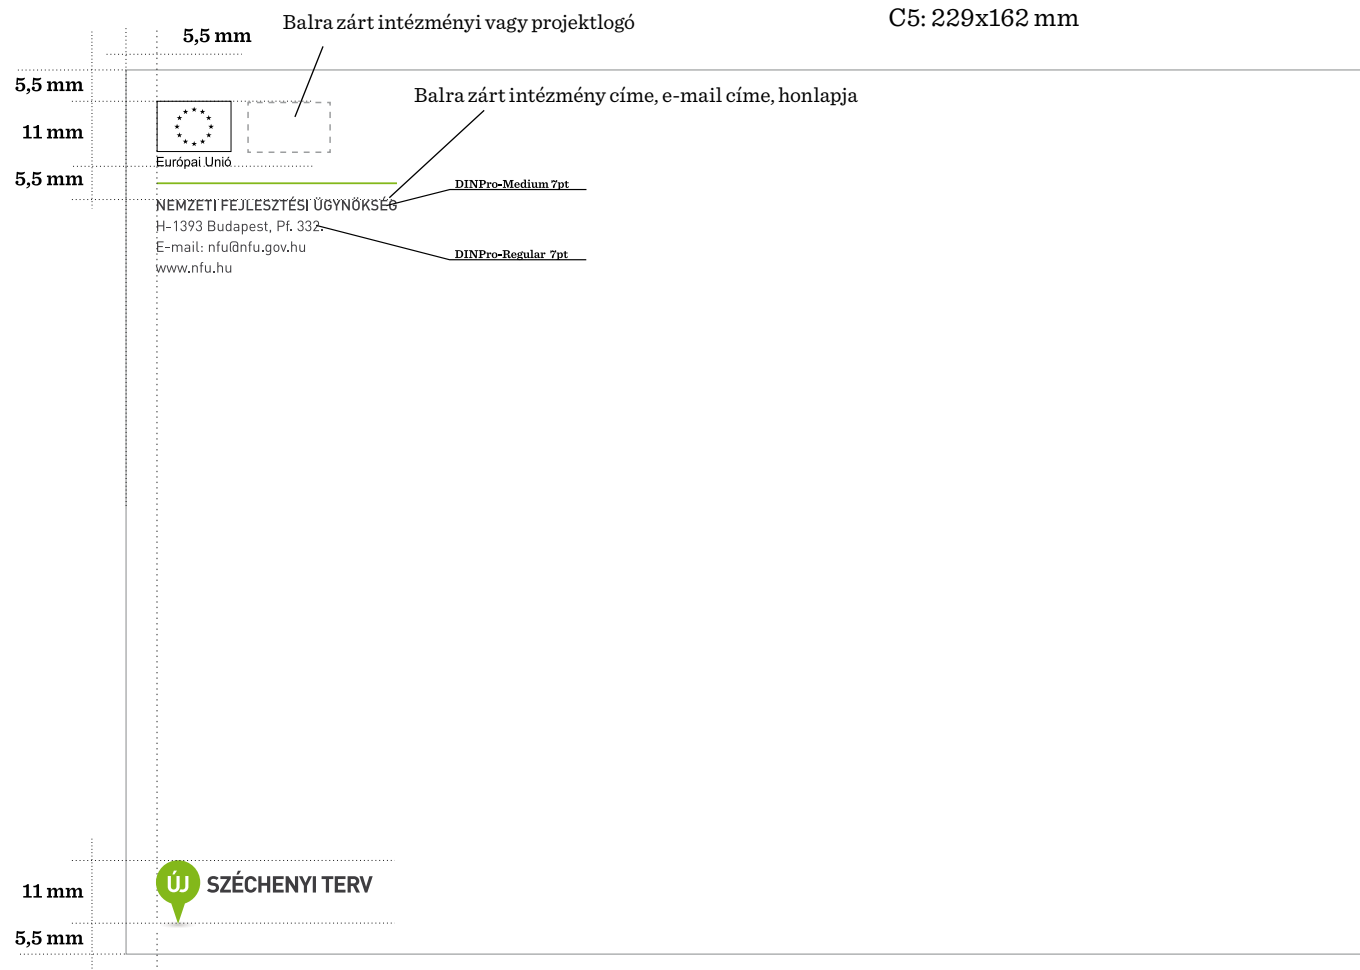 Balra zárt intézményi vagy projektlogó
C5: 229x162 mm
5,5 mm
5,5 mm
Balra zárt intézmény címe, e-mail címe, honlapja
11 mm
Európai Unió
5,5 mm
DINPro-Medium 7pt
NEMZETI FEJLESZTÉSI ÜGYNÖKSÉG
H-1393 Budapest, Pf. 332.
E-mail: nfu@nfu.gov.hu
DINPro-Regular 7pt
www.nfu.hu
11 mm
ÚJ SZÉCHENYI TERV
5,5 mm